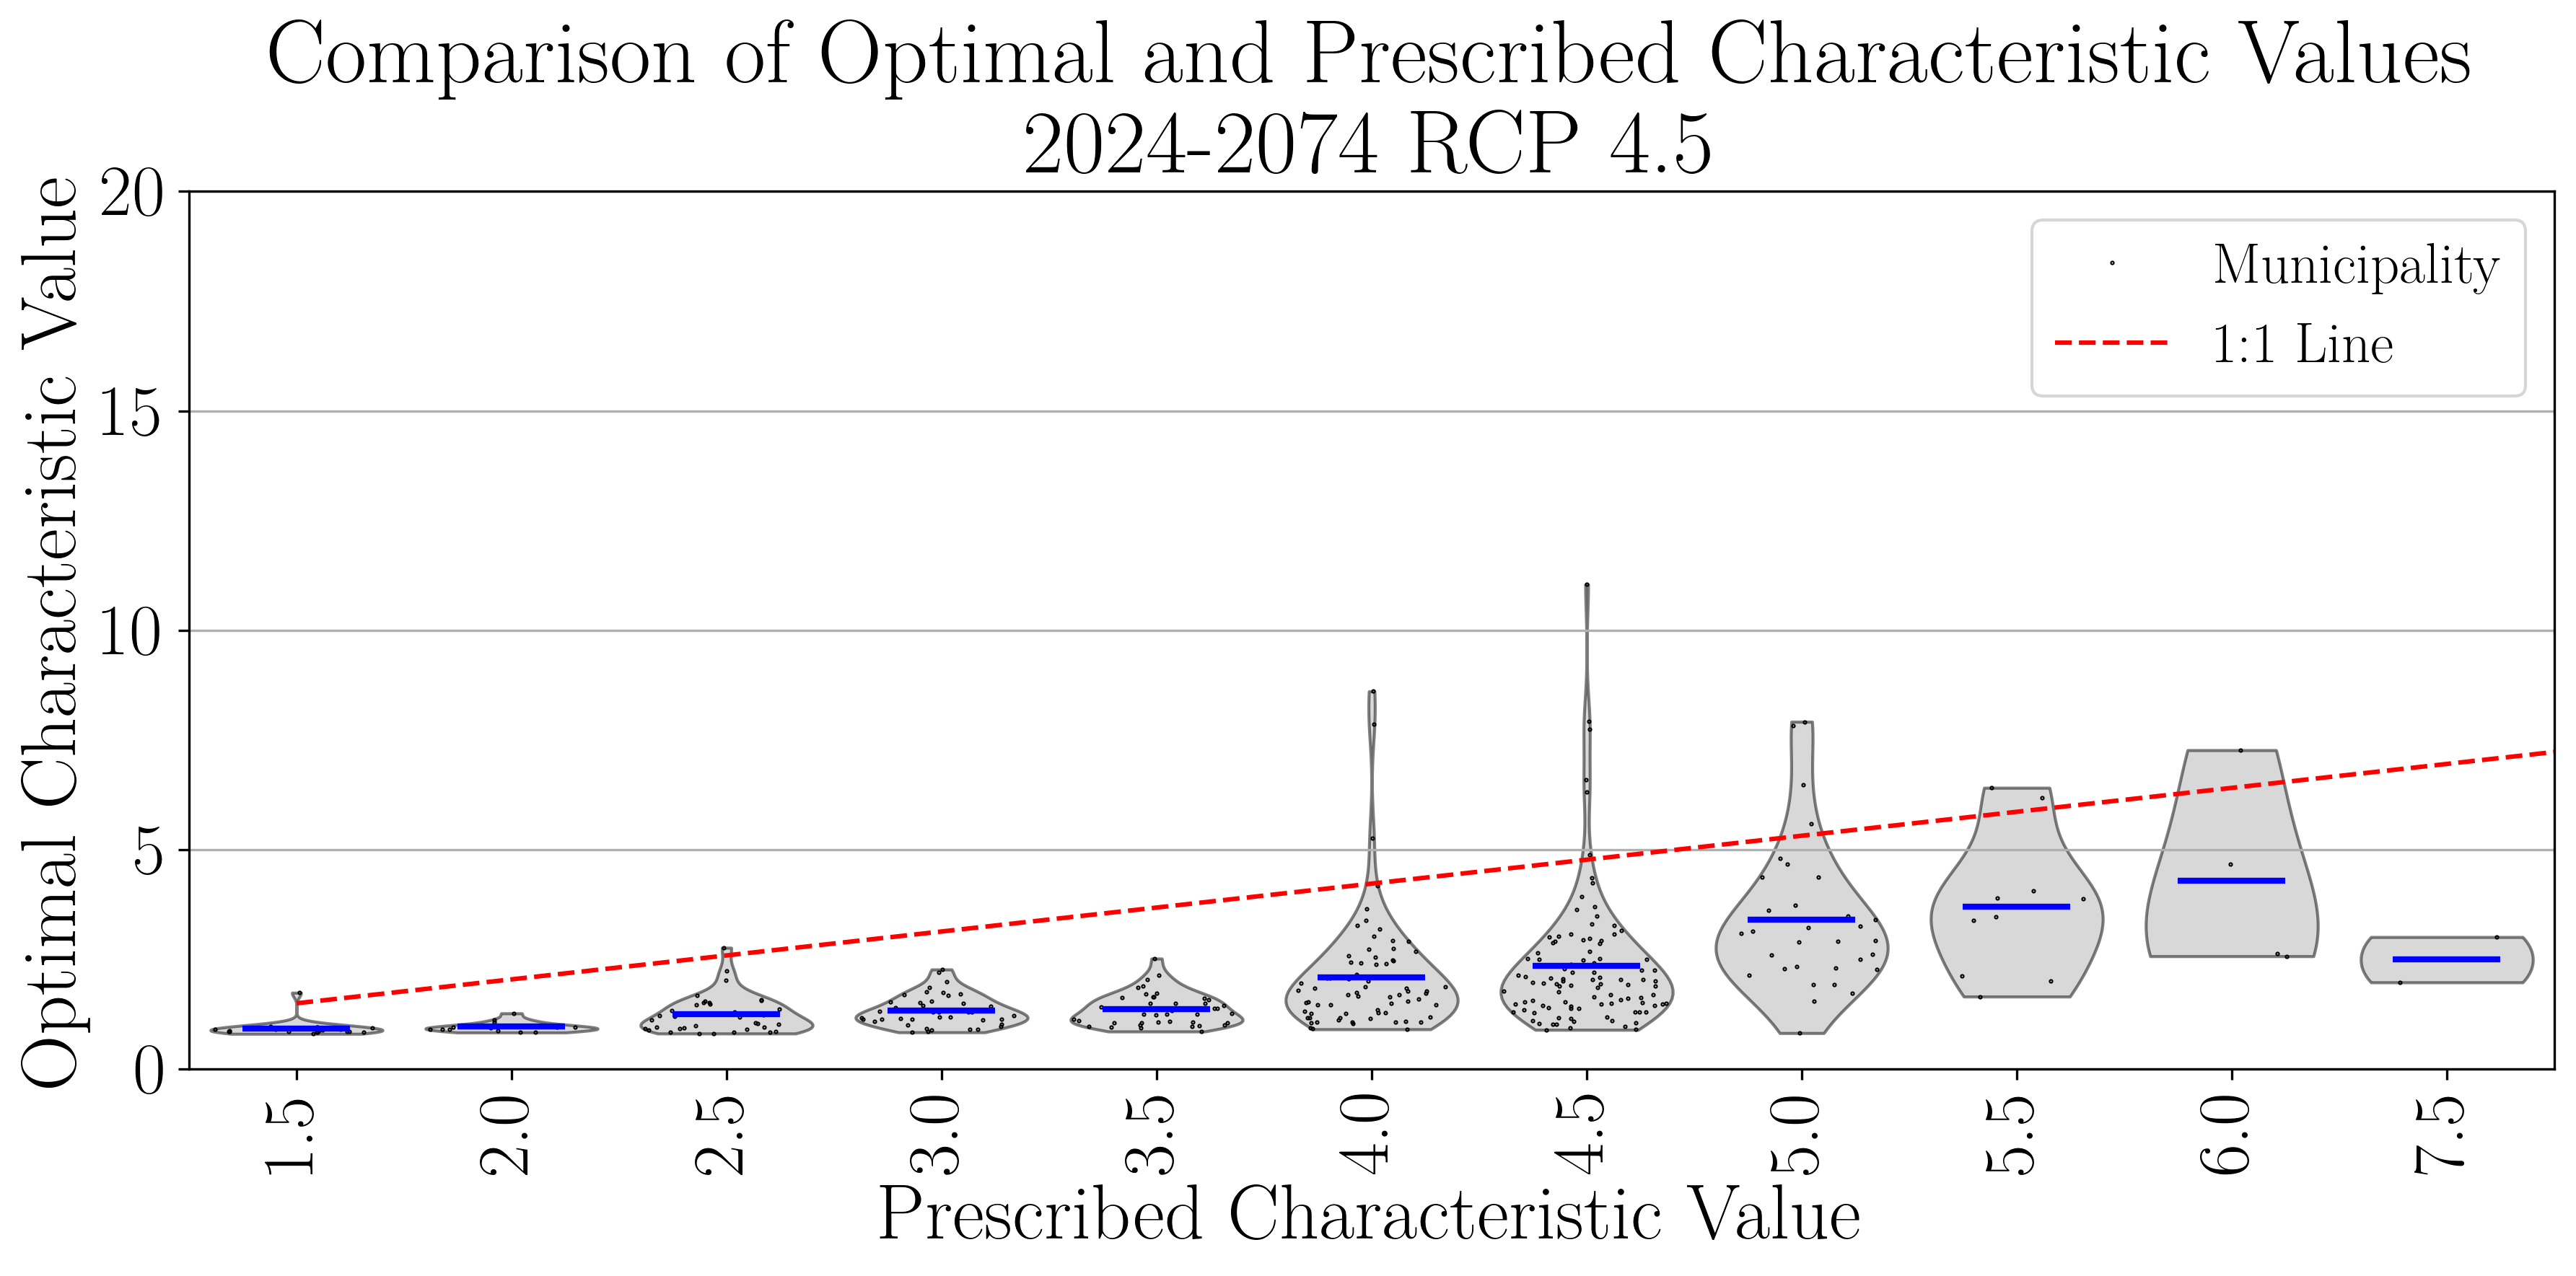 Comparison of Optimal and Prescribed Characteristic Values
2024-2074 RCP 4.5
Optimal Characteristic Value
20
15
10
5
0
Municipality
1:1 Line
1.5
2.0
2.5
3.0
3.5
4.0
4.5
5.0
5.5
6.0
7.5
Prescribed Characteristic Value